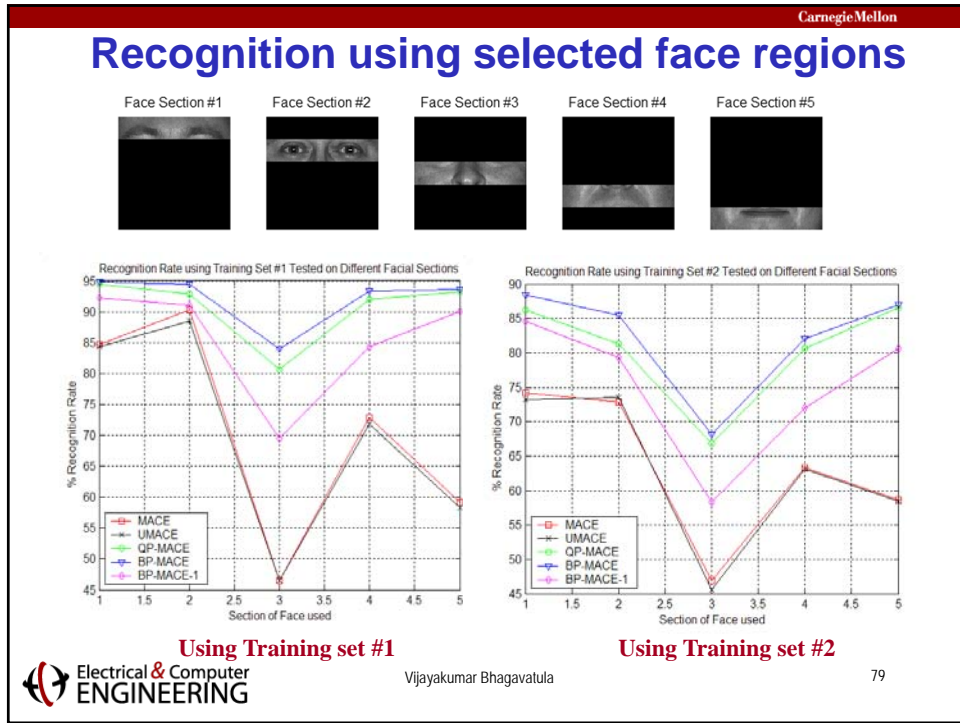 Carnegie Mellon
Recognition using selected face regions
Face Section #1 Face Section #2 Face Section #3 Face Section #4 Face Section #5
Recognition Rate using Training Set #1 Tested on Different Facial Sections
% Recognition Rate
95
90
85
80
75
70
65
60
55
50
45
MACE
UMACE
QP-MACE
BP-MACE
BP-MACE-1
1 1.5 2 2.5 3 3.5 4 4.5 5
Section of Face used
Using Training set #1
Recognition Rate using Training Set #2 Tested on Different Facial Sections
% Recognition Rate
90
85
80
75
70
65
60
55
50
45
MACE
UMACE
QP-MACE
BP-MACE
BP-MACE-1
1 1.5 2 2.5 3 3.5 4 4.5 5
Section of Face used
Using Training set #2
Electrical & Computer
ENGINEERING
Vijayakumar Bhagavatula
79